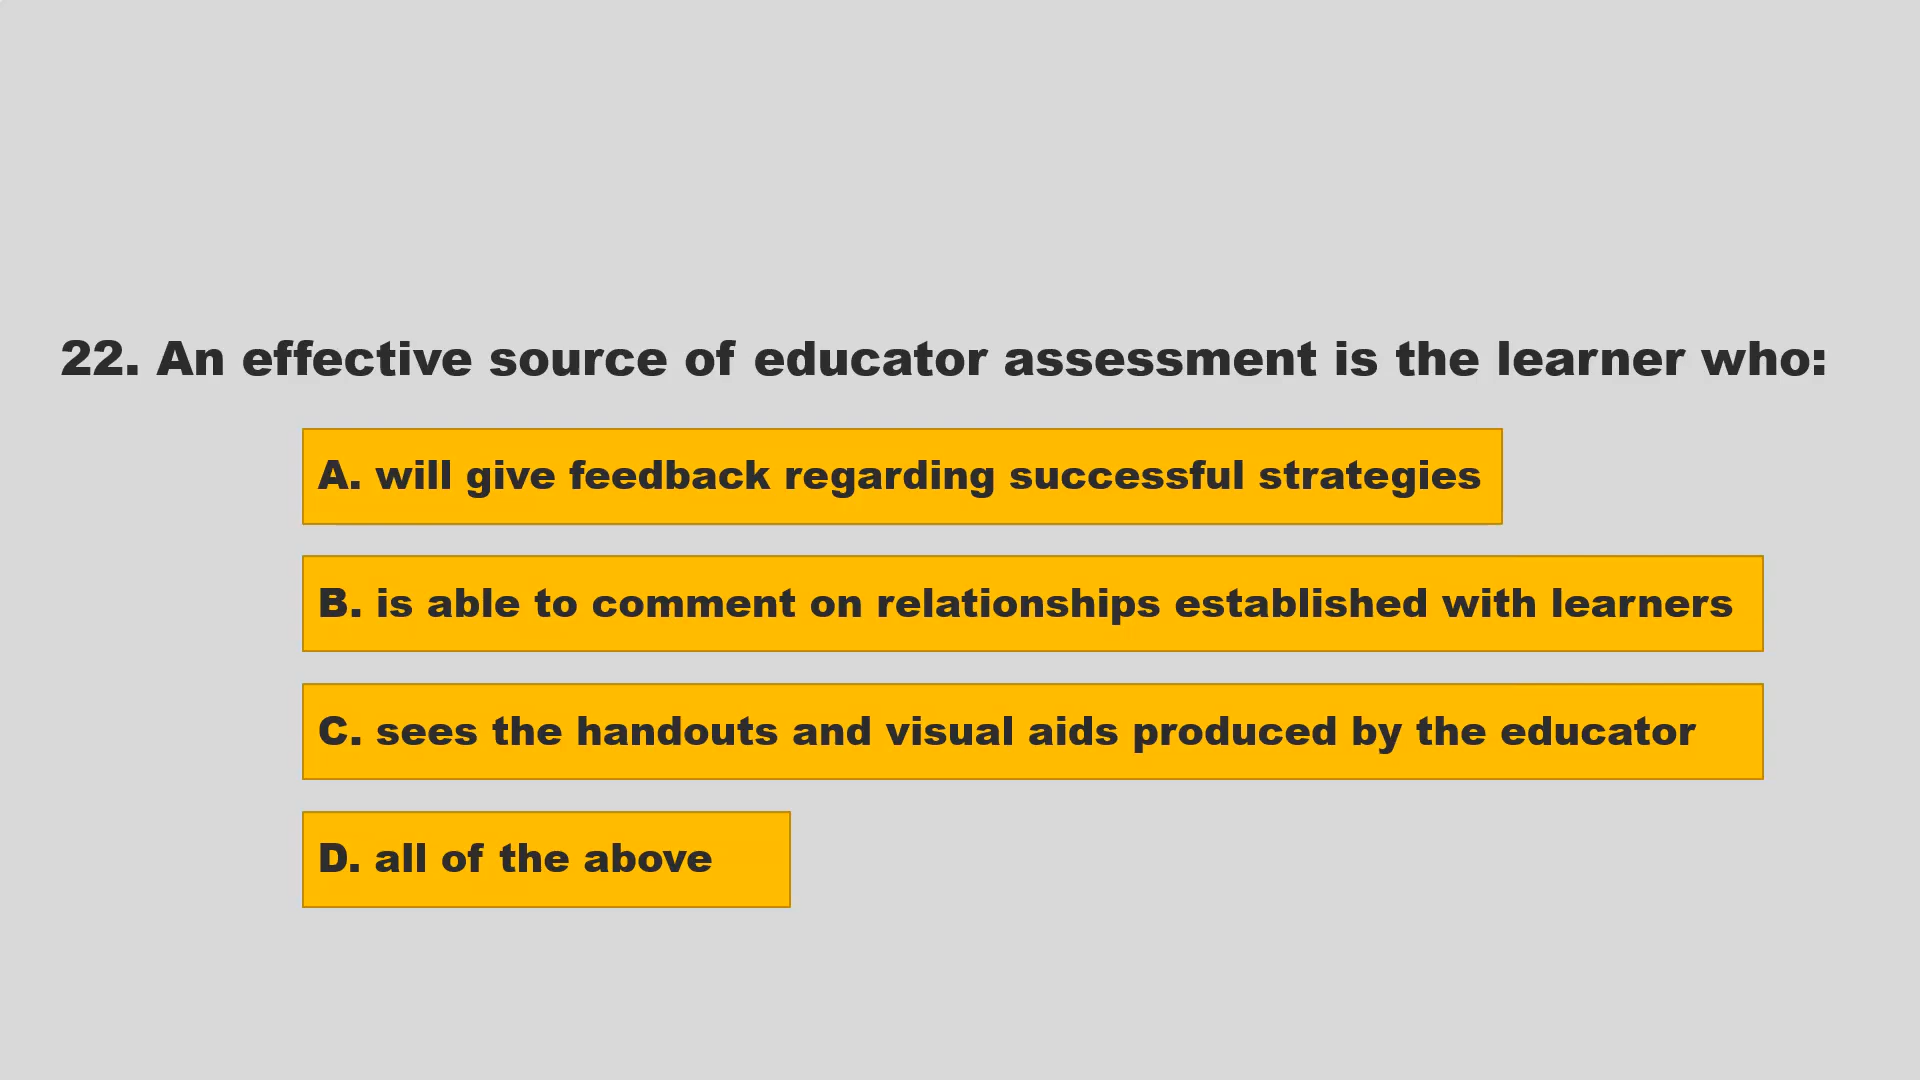 22. An effective source of educator assessment is the learner who:
A. will give feedback regarding successful strategies
B. is able to comment on relationships established with learners
C. sees the handouts and visual aids produced by the educator
D. all of the above